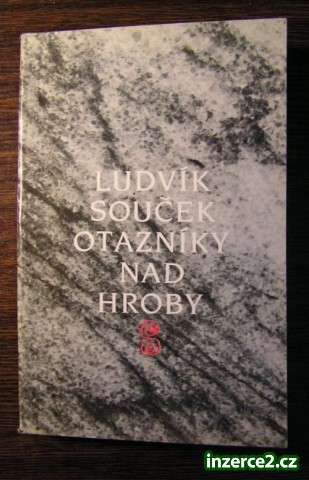 LUDVÍK
SOUČEK
OTAZNÍKY
NAD
HROBY
inzerce2.cz